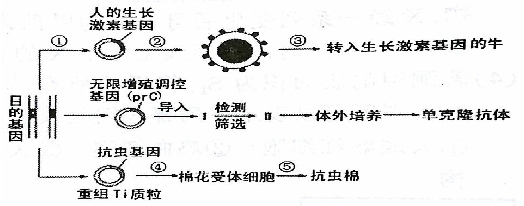 人的生长
激素基因
① ② ③ 转入生长激素基因的牛
目的基因
无限增殖调控
基因(prC) 导入 I 检测 筛选 II 体外培养 单克隆抗体
抗虫基因
④ 棉花受体细胞 ⑤ 抗虫棉
重组Ti质粒